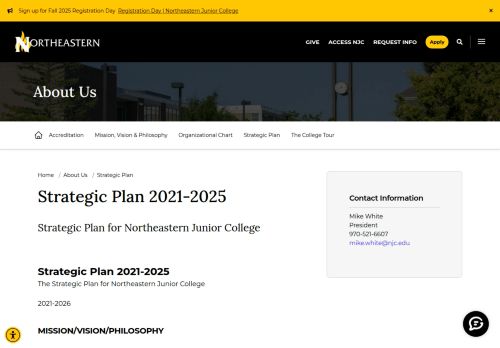 Sign up for Fall 2025 Registration Day Registration Day | Northeastern Junior College ×
NORTHEASTERN GIVE ACCESS NJC REQUEST INFO Apply
About Us
Accreditation Mission, Vision & Philosophy Organizational Chart Strategic Plan The College Tour
Home / About Us / Strategic Plan
Strategic Plan 2021-2025
Strategic Plan for Northeastern Junior College
Contact Information
Mike White
President
970-521-6607
mike.white@njc.edu
Strategic Plan 2021-2025
The Strategic Plan for Northeastern Junior College
2021-2026
MISSION/VISION/PHILOSOPHY